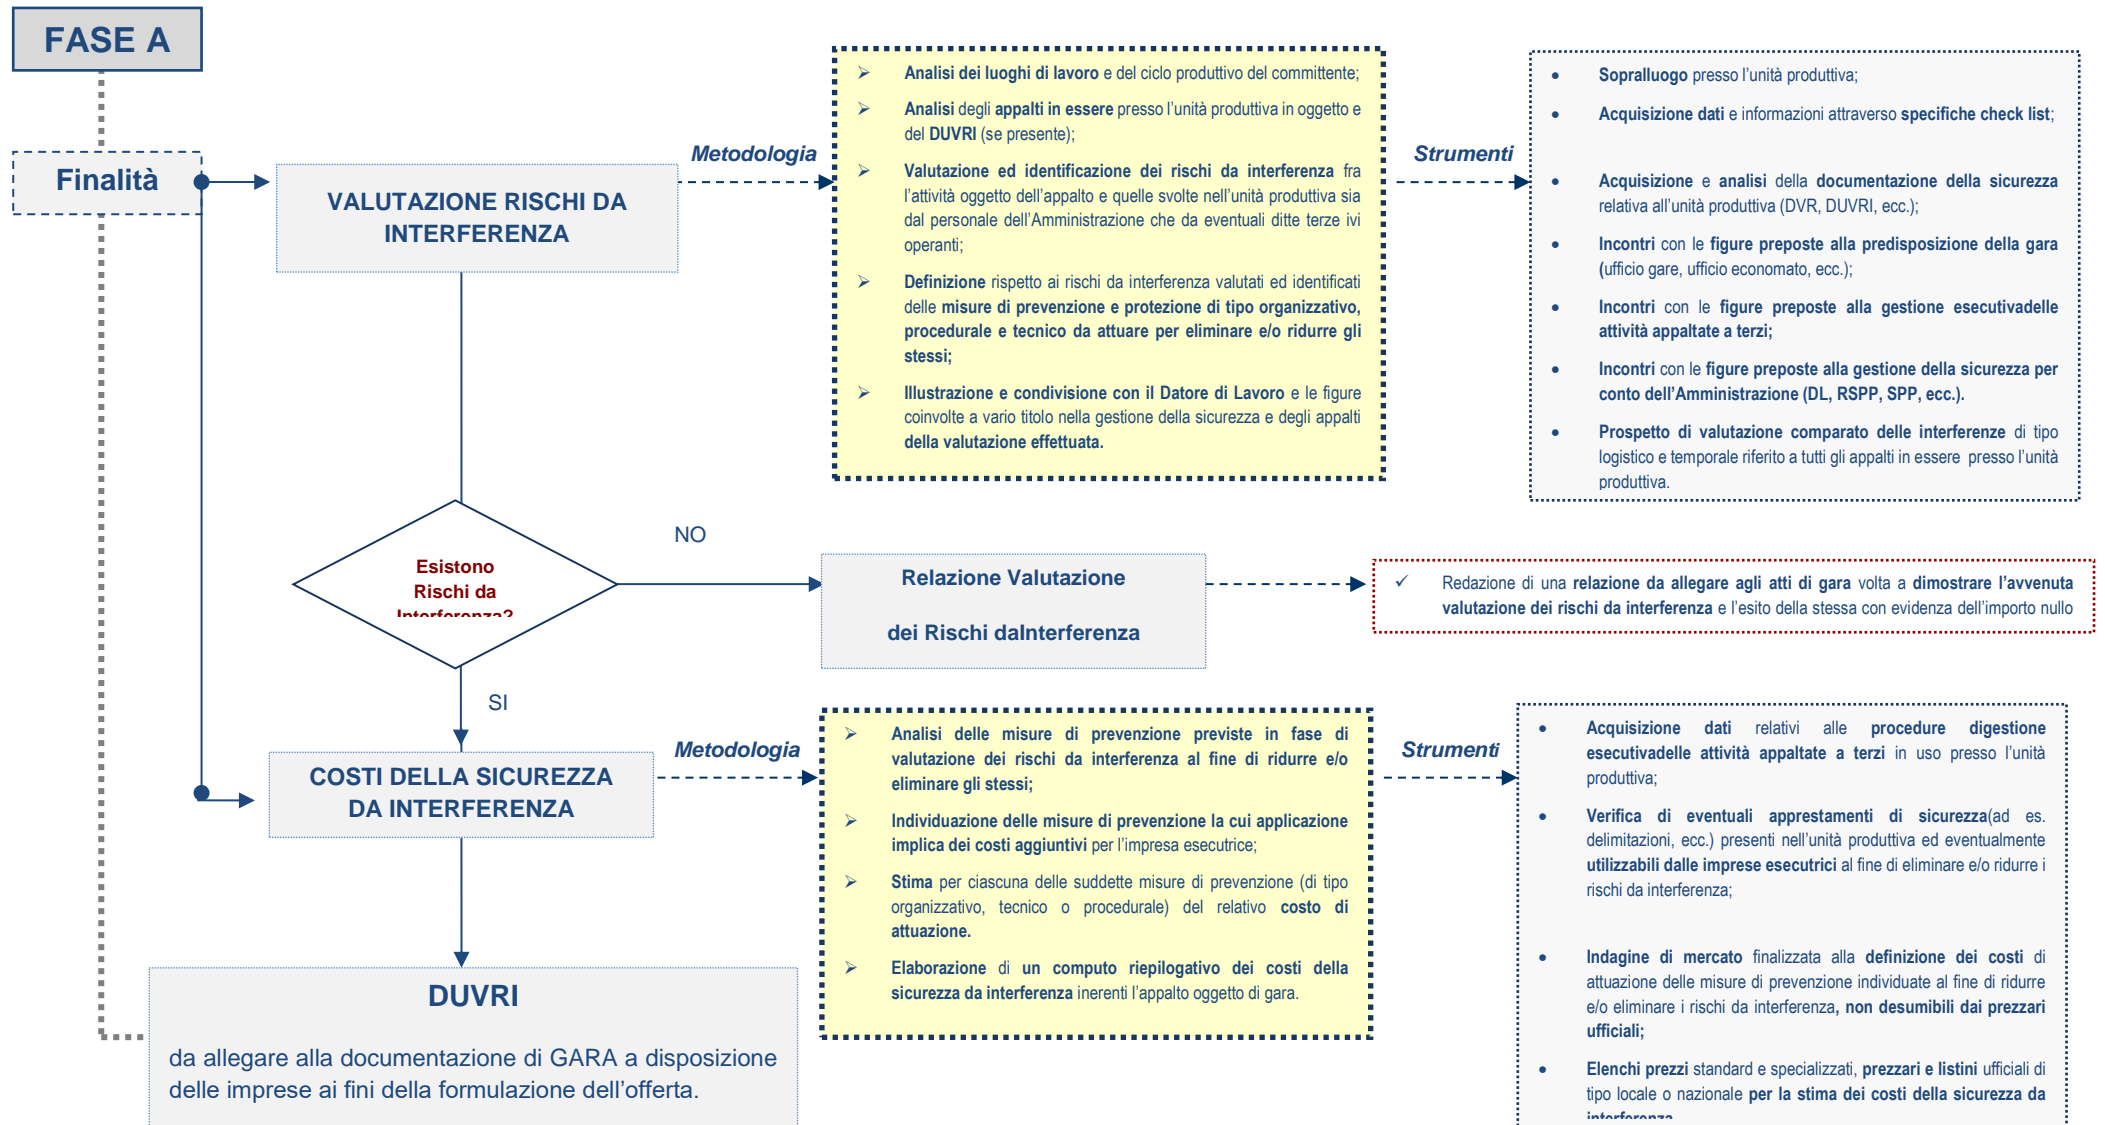 FASE A
Finalità
VALUTAZIONE RISCHI DA
INTERFERENZA
Metodologia
➢ Analisi dei luoghi di lavoro e del ciclo produttivo del committente;
➢ Analisi degli appalti in essere presso l’unità produttiva in oggetto e
del DUVRI (se presente);
➢ Valutazione ed identificazione dei rischi da interferenza fra
l’attività oggetto dell’appalto e quelle svolte nell’unità produttiva sia
dal personale dell’Amministrazione che da eventuali ditte terze ivi
operanti;
➢ Definizione rispetto ai rischi da interferenza valutati ed identificati
delle misure di prevenzione e protezione di tipo organizzativo,
procedurale e tecnico da attuare per eliminare e/o ridurre gli
stessi;
➢ Illustrazione e condivisione con il Datore di Lavoro e le figure
coinvolte a vario titolo nella gestione della sicurezza e degli appalti
della valutazione effettuata.
Strumenti
• Sopralluogo presso l’unità produttiva;
• Acquisizione dati e informazioni attraverso specifiche check list;
• Acquisizione e analisi della documentazione della sicurezza
relativa all’unità produttiva (DVR, DUVRI, ecc.);
• Incontri con le figure preposte alla predisposizione della gara
(ufficio gare, ufficio economato, ecc.);
• Incontri con le figure preposte alla gestione esecutivadelle
attività appaltate a terzi;
• Incontri con le figure preposte alla gestione della sicurezza per
conto dell’Amministrazione (DL, RSPP, SPP, ecc.).
• Prospetto di valutazione comparato delle interferenze di tipo
logistico e temporale riferito a tutti gli appalti in essere presso l’unità
produttiva.
Esistono
Rischi da
Interferenza?
NO
Relazione Valutazione
dei Rischi daInterferenza
✓ Redazione di una relazione da allegare agli atti di gara volta a dimostrare l’avvenuta
valutazione dei rischi da interferenza e l’esito della stessa con evidenza dell’importo nullo
SI
COSTI DELLA SICUREZZA
DA INTERFERENZA
Metodologia
➢ Analisi delle misure di prevenzione previste in fase di
valutazione dei rischi da interferenza al fine di ridurre e/o
eliminare gli stessi;
➢ Individuazione delle misure di prevenzione la cui applicazione
implica dei costi aggiuntivi per l’impresa esecutrice;
➢ Stima per ciascuna delle suddette misure di prevenzione (di tipo
organizzativo, tecnico o procedurale) del relativo costo di
attuazione.
➢ Elaborazione di un computo riepilogativo dei costi della
sicurezza da interferenza inerenti l’appalto oggetto di gara.
Strumenti
• Acquisizione dati relativi alle procedure digestione
esecutivadelle attività appaltate a terzi in uso presso l’unità
produttiva;
• Verifica di eventuali apprestamenti di sicurezza(ad es.
delimitazioni, ecc.) presenti nell’unità produttiva ed eventualmente
utilizzabili dalle imprese esecutrici al fine di eliminare e/o ridurre i
rischi da interferenza;
• Indagine di mercato finalizzata alla definizione dei costi di
attuazione delle misure di prevenzione individuate al fine di ridurre
e/o eliminare i rischi da interferenza, non desumibili dai prezzari
ufficiali;
• Elenchi prezzi standard e specializzati, prezzari e listini ufficiali di
tipo locale o nazionale per la stima dei costi della sicurezza da
interferenza
DUVRI
da allegare alla documentazione di GARA a disposizione
delle imprese ai fini della formulazione dell’offerta.